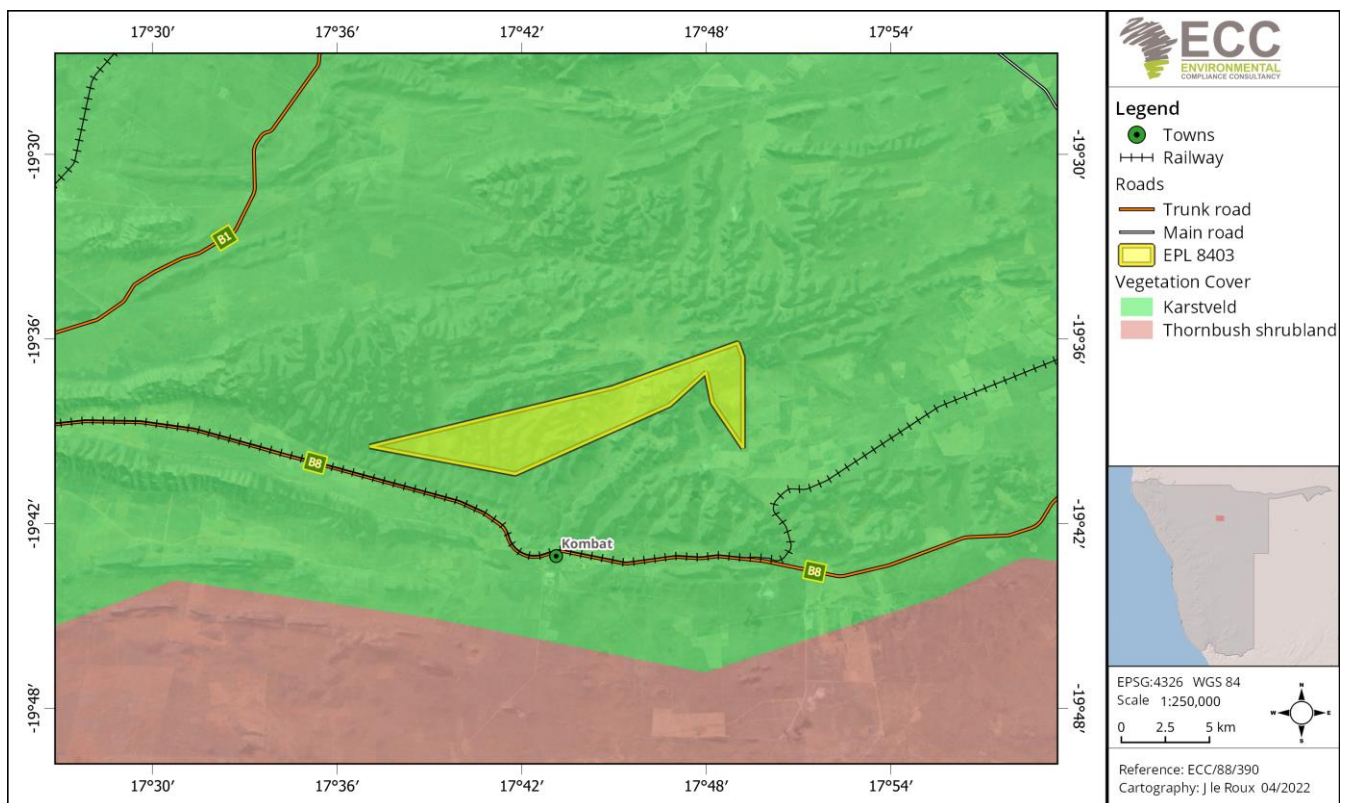 17°30′ 17°36′ 17°42′ 17°48′ 17°54′
-19°30′ -19°30′
B1
-19°36′ -19°36′
B8
-19°42′ -19°42′
Kombat
B8
-19°48′ -19°48′
17°30′ 17°36′ 17°42′ 17°48′ 17°54′
ECC
ENVIRONMENTAL
COMPLIANCE CONSULTANCY
Legend
Towns
Railway
Roads
Trunk road
Main road
EPL 8403
Vegetation Cover
Karstveld
Thornbush shrubland
EPSG:4326 WGS 84
Scale 1:250,000
0 2.5 5 km
N
W E
S
Reference: ECC/88/390
Cartography: J le Roux 04/2022